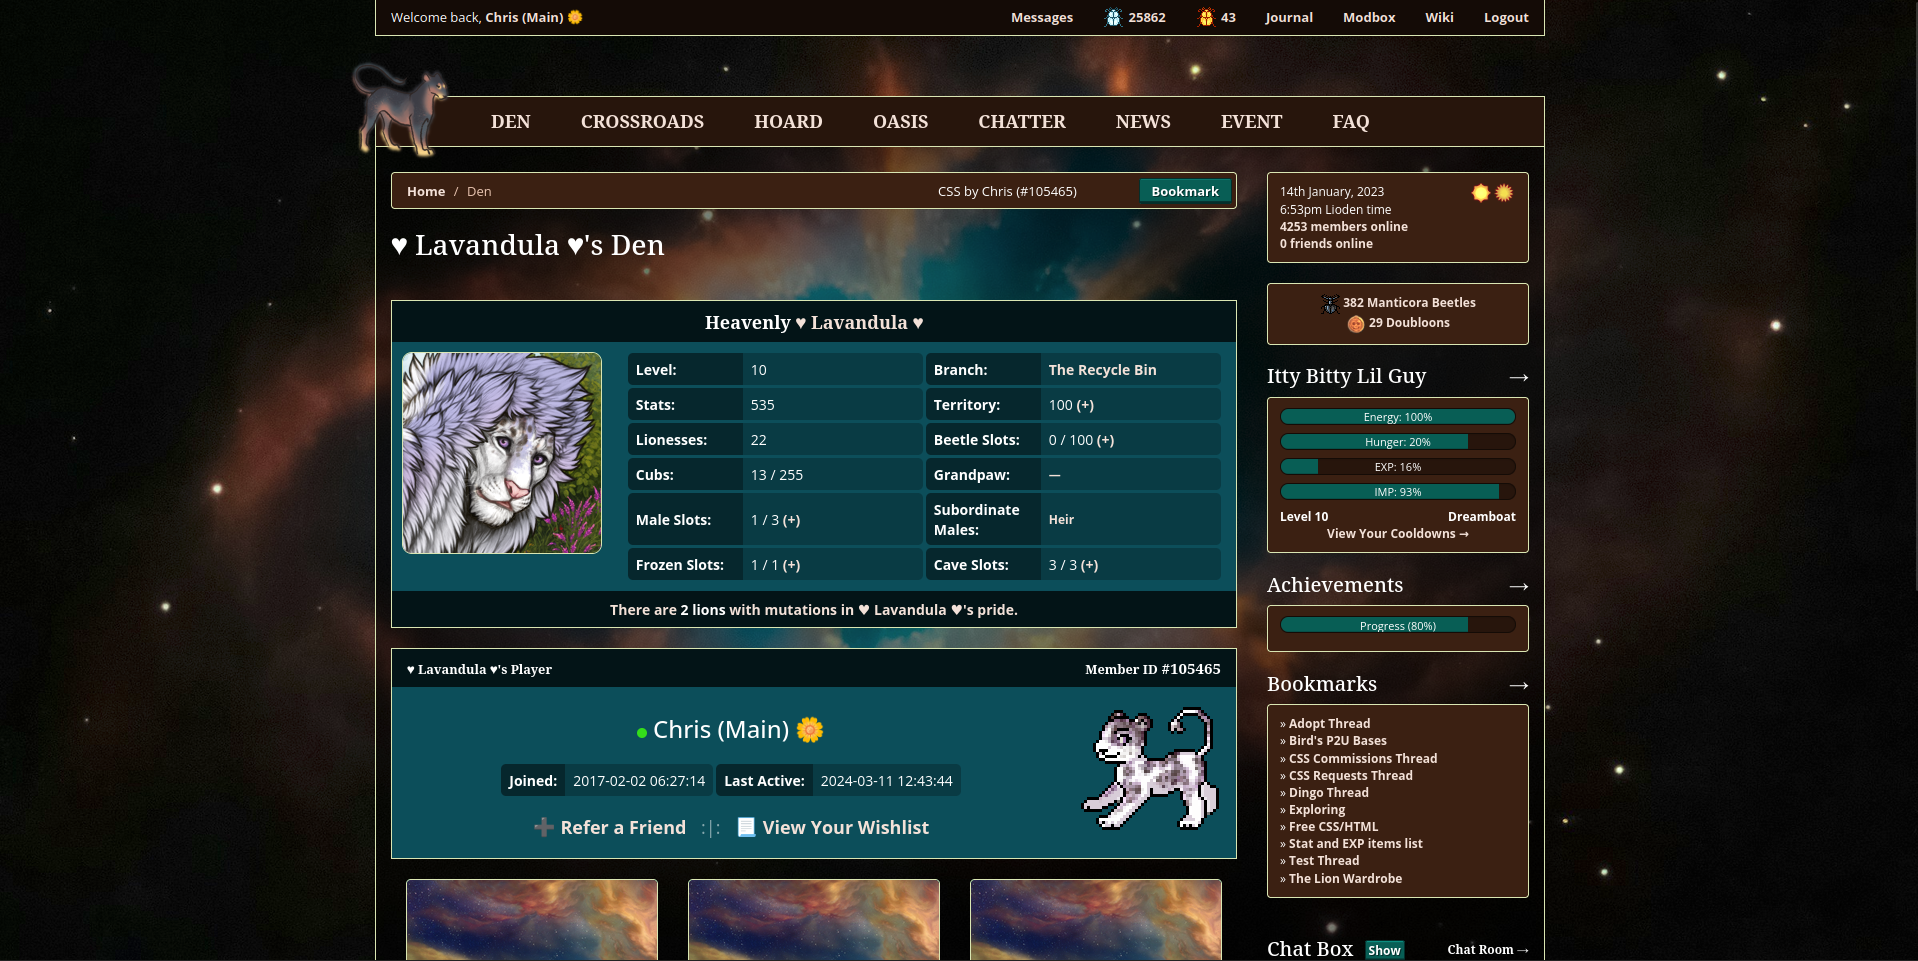 Welcome back, Chris (Main) 🌼
Messages 25862 43 Journal Modbox Wiki Logout
DEN CROSSROADS HOARD OASIS CHATTER NEWS EVENT FAQ
Home / Den CSS by Chris (#105465) Bookmark
♥ Lavandula ♥'s Den
Heavenly ♥ Lavandula ♥
Level: 10 Branch: The Recycle Bin
Stats: 535 Territory: 100 (+)
Lionesses: 22 Beetle Slots: 0 / 100 (+)
Cubs: 13 / 255 Grandpaw: —
Male Slots: 1 / 3 (+) Subordinate
Males: Heir
Frozen Slots: 1 / 1 (+) Cave Slots: 3 / 3 (+)
There are 2 lions with mutations in ♥ Lavandula ♥'s pride.
♥ Lavandula ♥'s Player Member ID #105465
Chris (Main) 🌼
Joined: 2017-02-02 06:27:14 Last Active: 2024-03-11 12:43:44
➕ Refer a Friend :|: 📃 View Your Wishlist
14th January, 2023
6:53pm Lioden time
4253 members online
0 friends online
382 Manticora Beetles
29 Doubloons
Itty Bitty Lil Guy →
Energy: 100%
Hunger: 20%
EXP: 16%
IMP: 93%
Level 10 Dreamboat
View Your Cooldowns →
Achievements →
Progress (80%)
Bookmarks →
» Adopt Thread
» Bird's P2U Bases
» CSS Commissions Thread
» CSS Requests Thread
» Dingo Thread
» Exploring
» Free CSS/HTML
» Stat and EXP items list
» Test Thread
» The Lion Wardrobe
Chat Box Show Chat Room →